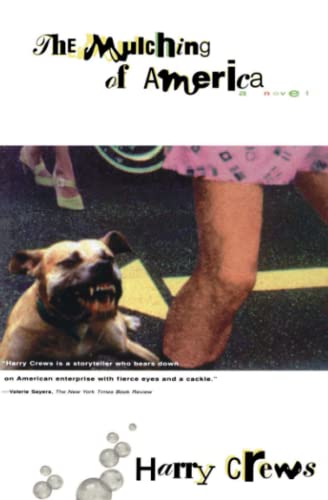 The Mulching
of America
a novel
"Harry Crews is a storyteller who bears down
on American enterprise with fierce eyes and a cackle."
—Valerie Sayers, The New York Times Book Review
Harry Crews